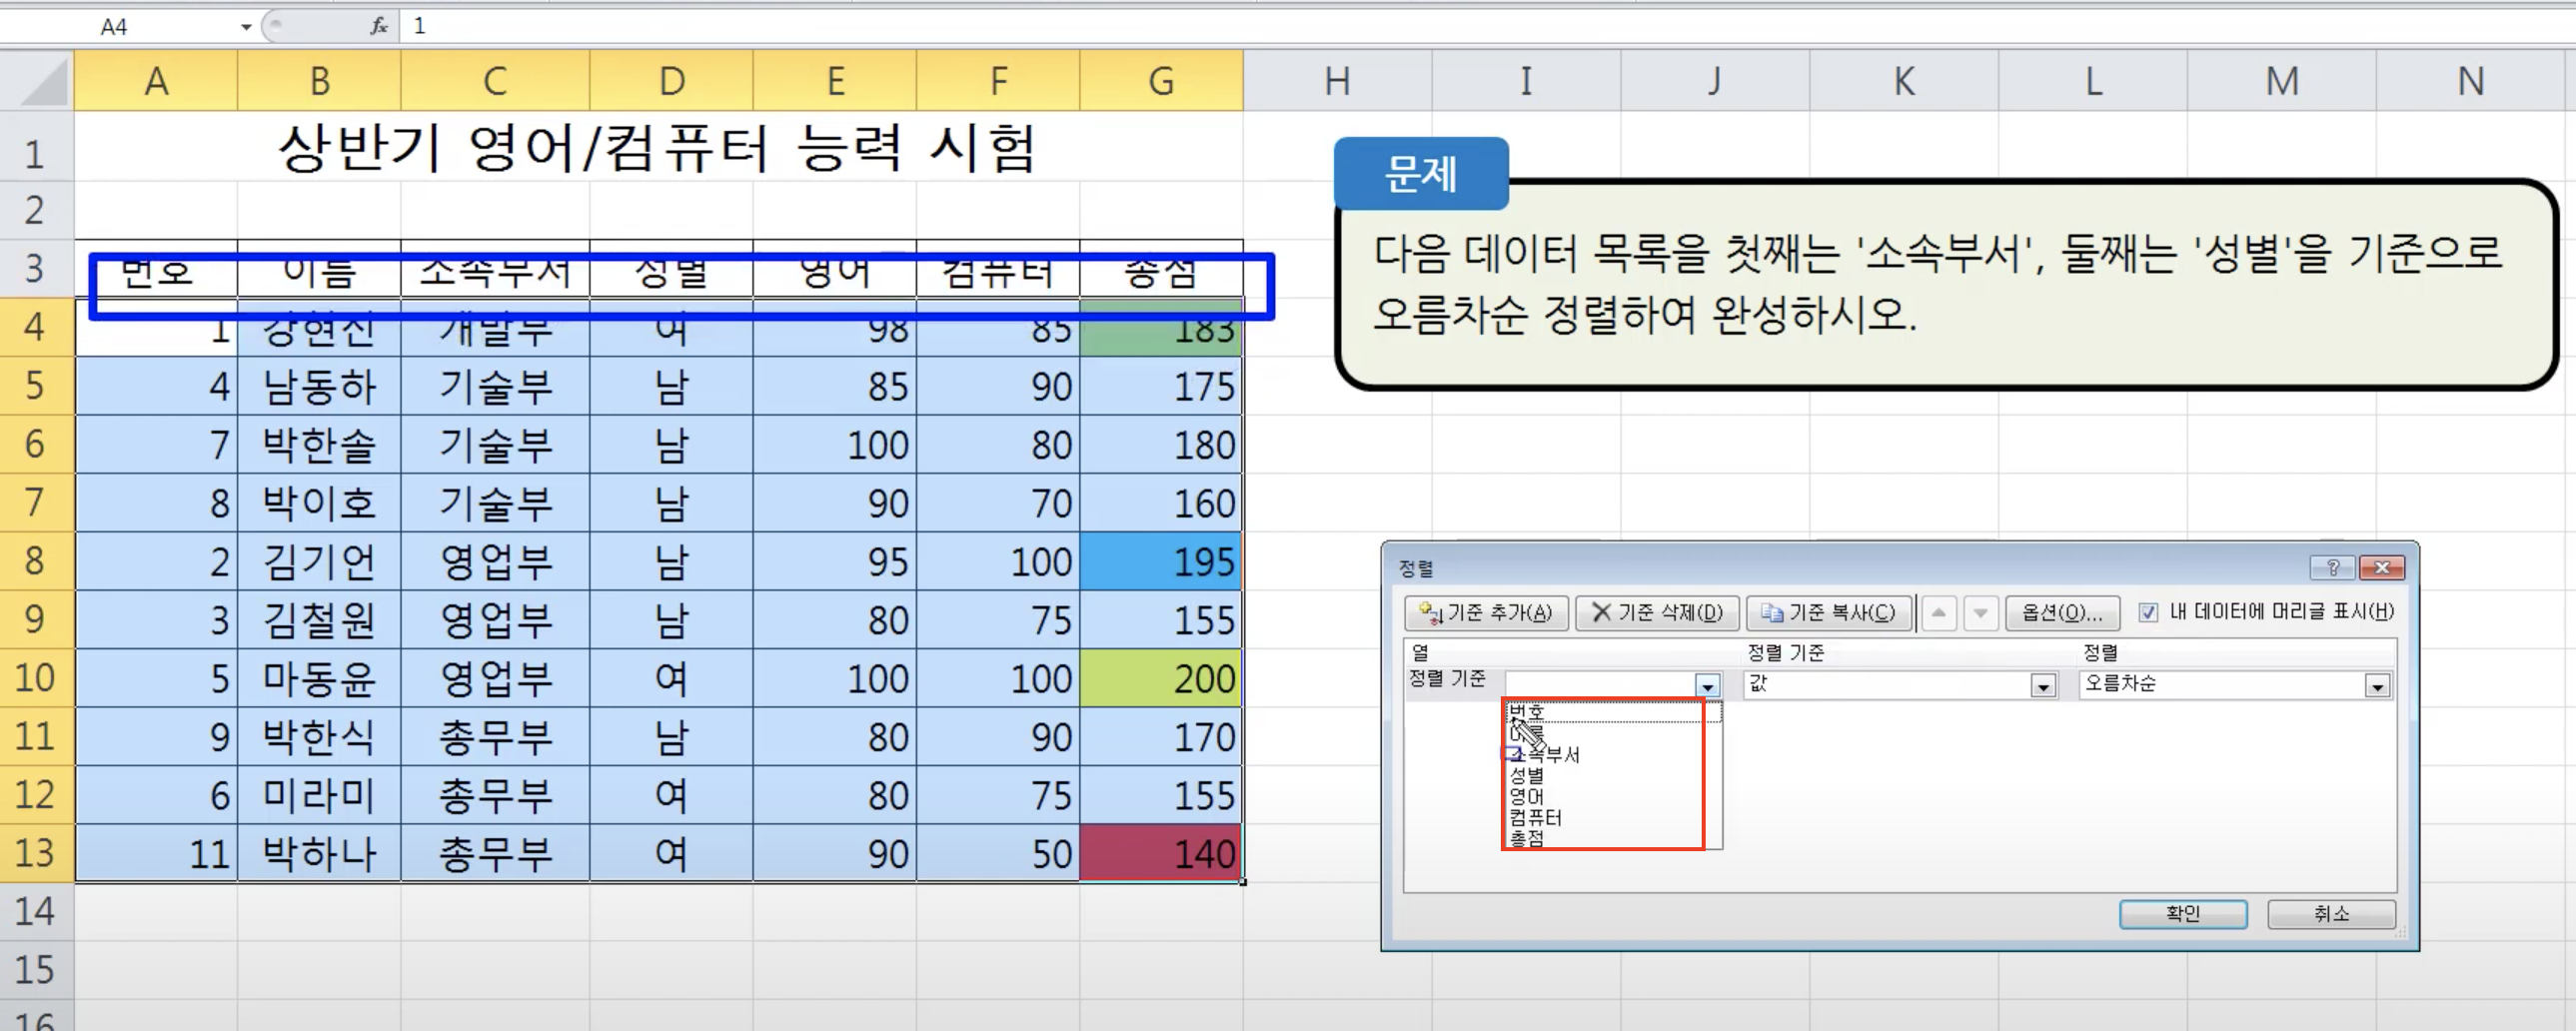 A4 fx 1
A B C D E F G H I J K L M N
1 상반기 영어/컴퓨터 능력 시험
2
3 번호 이름 소속부서 성별 영어 컴퓨터 총점
4 1 강현진 개발부 여 98 85 183
5 4 남동하 기술부 남 85 90 175
6 7 박한솔 기술부 남 100 80 180
7 8 박이호 기술부 남 90 70 160
8 2 김기언 영업부 남 95 100 195
9 3 김철원 영업부 남 80 75 155
10 5 마동윤 영업부 여 100 100 200
11 9 박한식 총무부 남 80 90 170
12 6 미라미 총무부 여 80 75 155
13 11 박하나 총무부 여 90 50 140
14
15
16
문제
다음 데이터 목록을 첫째는 '소속부서', 둘째는 '성별'을 기준으로
오름차순 정렬하여 완성하시오.
정렬 ?
기준 추가(A) 기준 삭제(D) 기준 복사(C) 옵션(O)... 내 데이터에 머리글 표시(H)
열 정렬 기준 정렬
정렬 기준 값 오름차순
번호
이름
소속부서
성별
영어
컴퓨터
총점
확인 취소